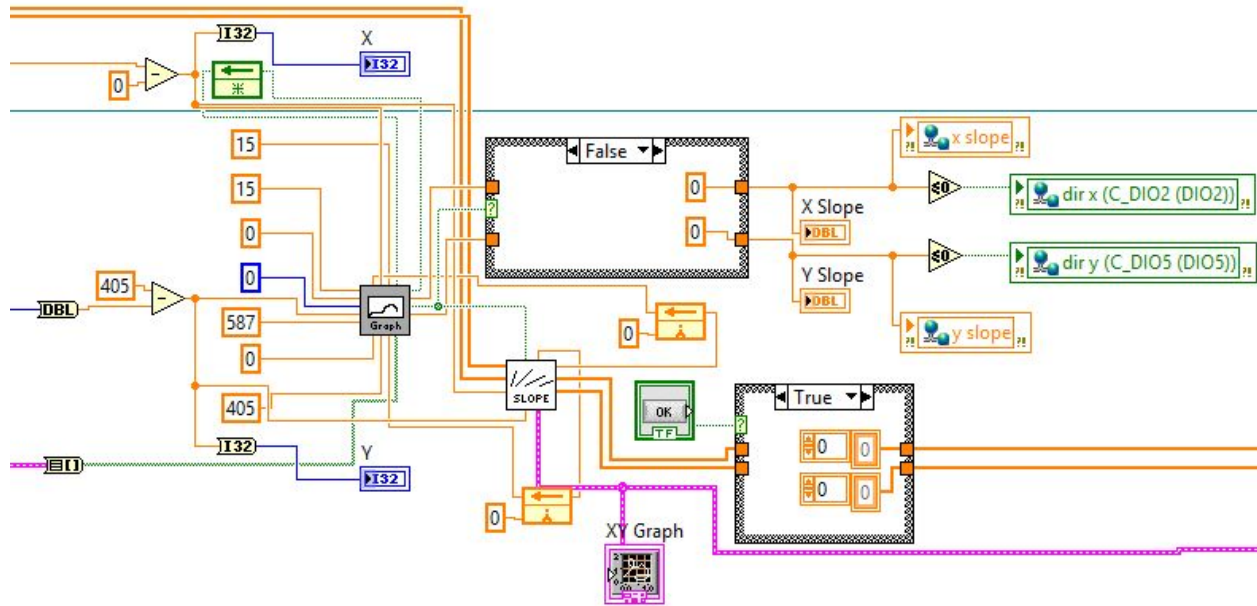 I32
X
I32
0
15
15
0
0
405
DBL
587
0
405
Graph
I32
Y
I32
False
0
0
X Slope
DBL
Y Slope
DBL
x slope
≤0
dir x (C_DIO2 (DIO2))
≤0
dir y (C_DIO5 (DIO5))
y slope
0
SLOPE
OK
TF
True
0
0
0
0
0
XY Graph